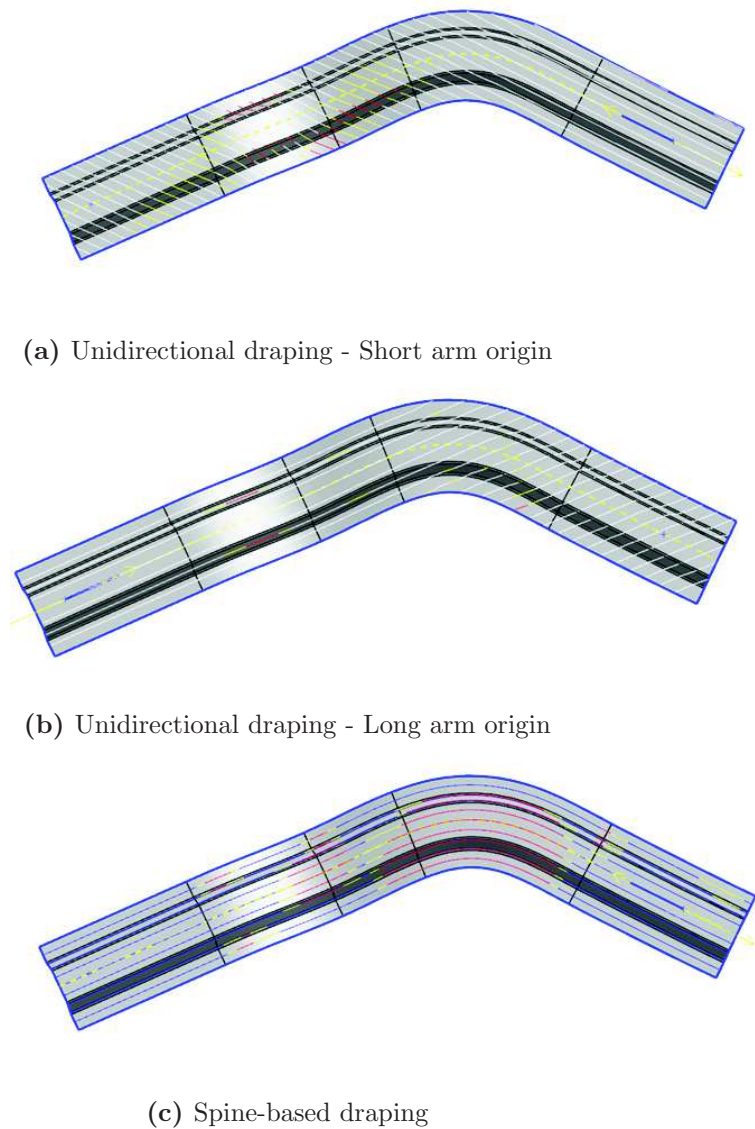 (a) Unidirectional draping - Short arm origin
(b) Unidirectional draping - Long arm origin
(c) Spine-based draping